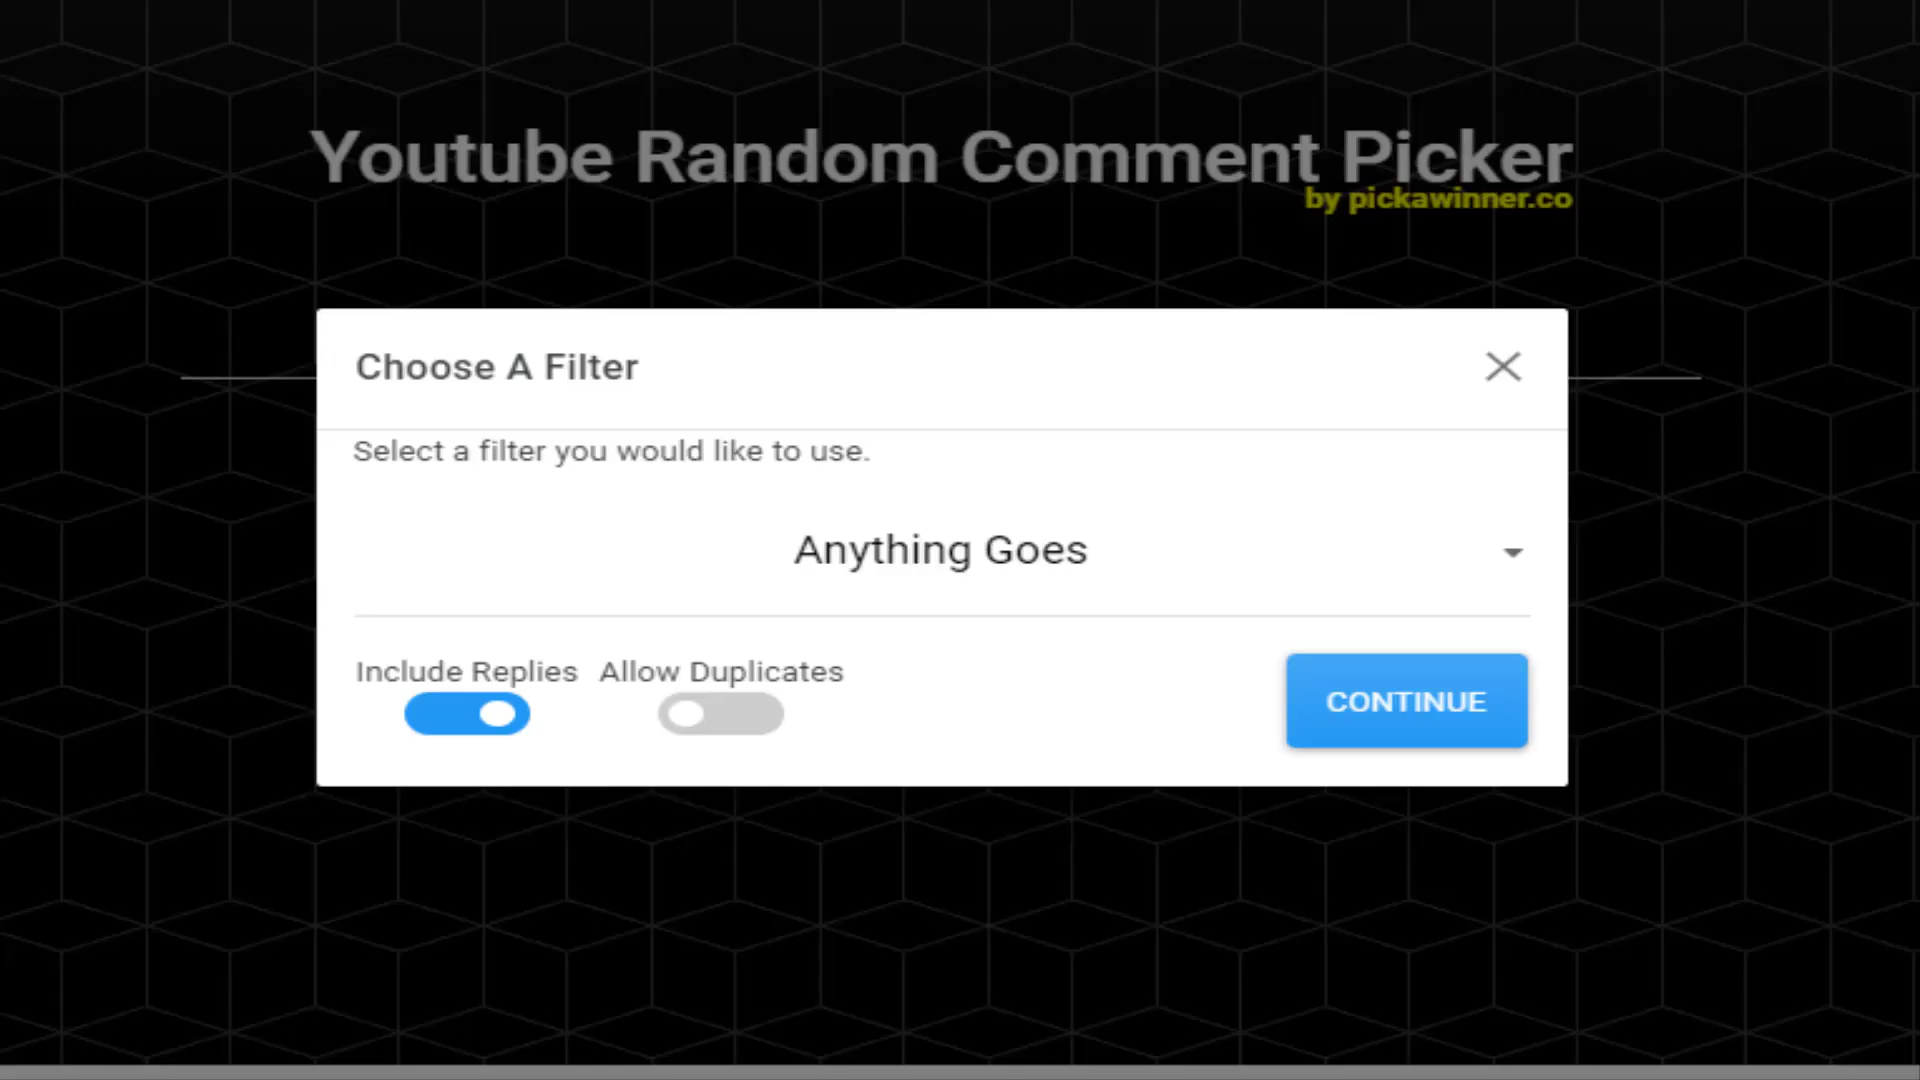 Youtube Random Comment Picker
by pickawinner.co
Choose A Filter
Select a filter you would like to use.
Anything Goes
Include Replies Allow Duplicates
CONTINUE